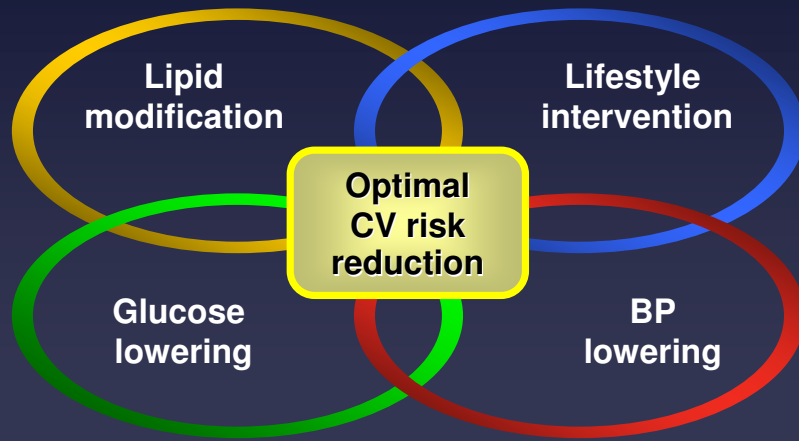 Lipid
modification
Lifestyle
intervention
Optimal
CV risk
reduction
Glucose
lowering
BP
lowering